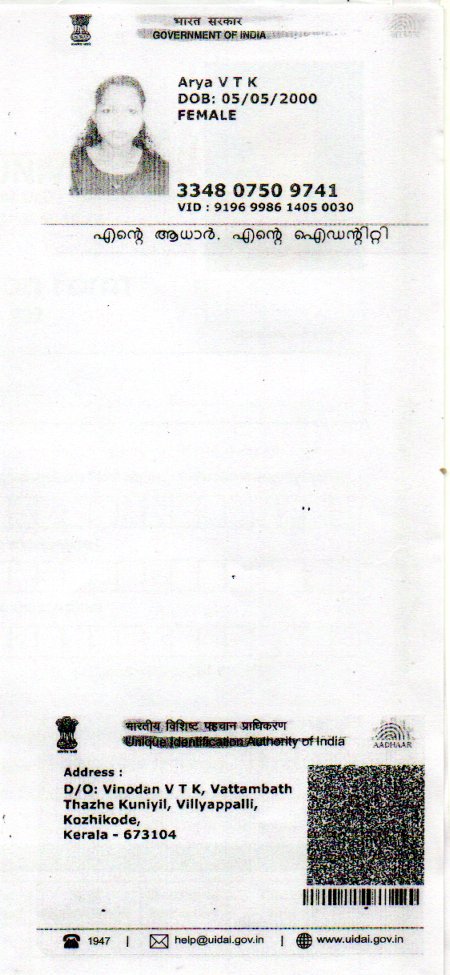 भारत सरकार
GOVERNMENT OF INDIA
Arya V T K
DOB: 05/05/2000
FEMALE
3348 0750 9741
VID : 9196 9986 1405 0030
എന്റെ ആധാർ. എന്റെ ഐഡന്റിറ്റി
भारतीय विशिष्ट पहचान प्राधिकरण
Unique Identification Authority of India
AADHAAR
Address :
D/O: Vinodan V T K, Vattambath
Thazhe Kuniyil, Villyappalli,
Kozhikode,
Kerala - 673104
1947 | help@uidai.gov.in | www.uidai.gov.in